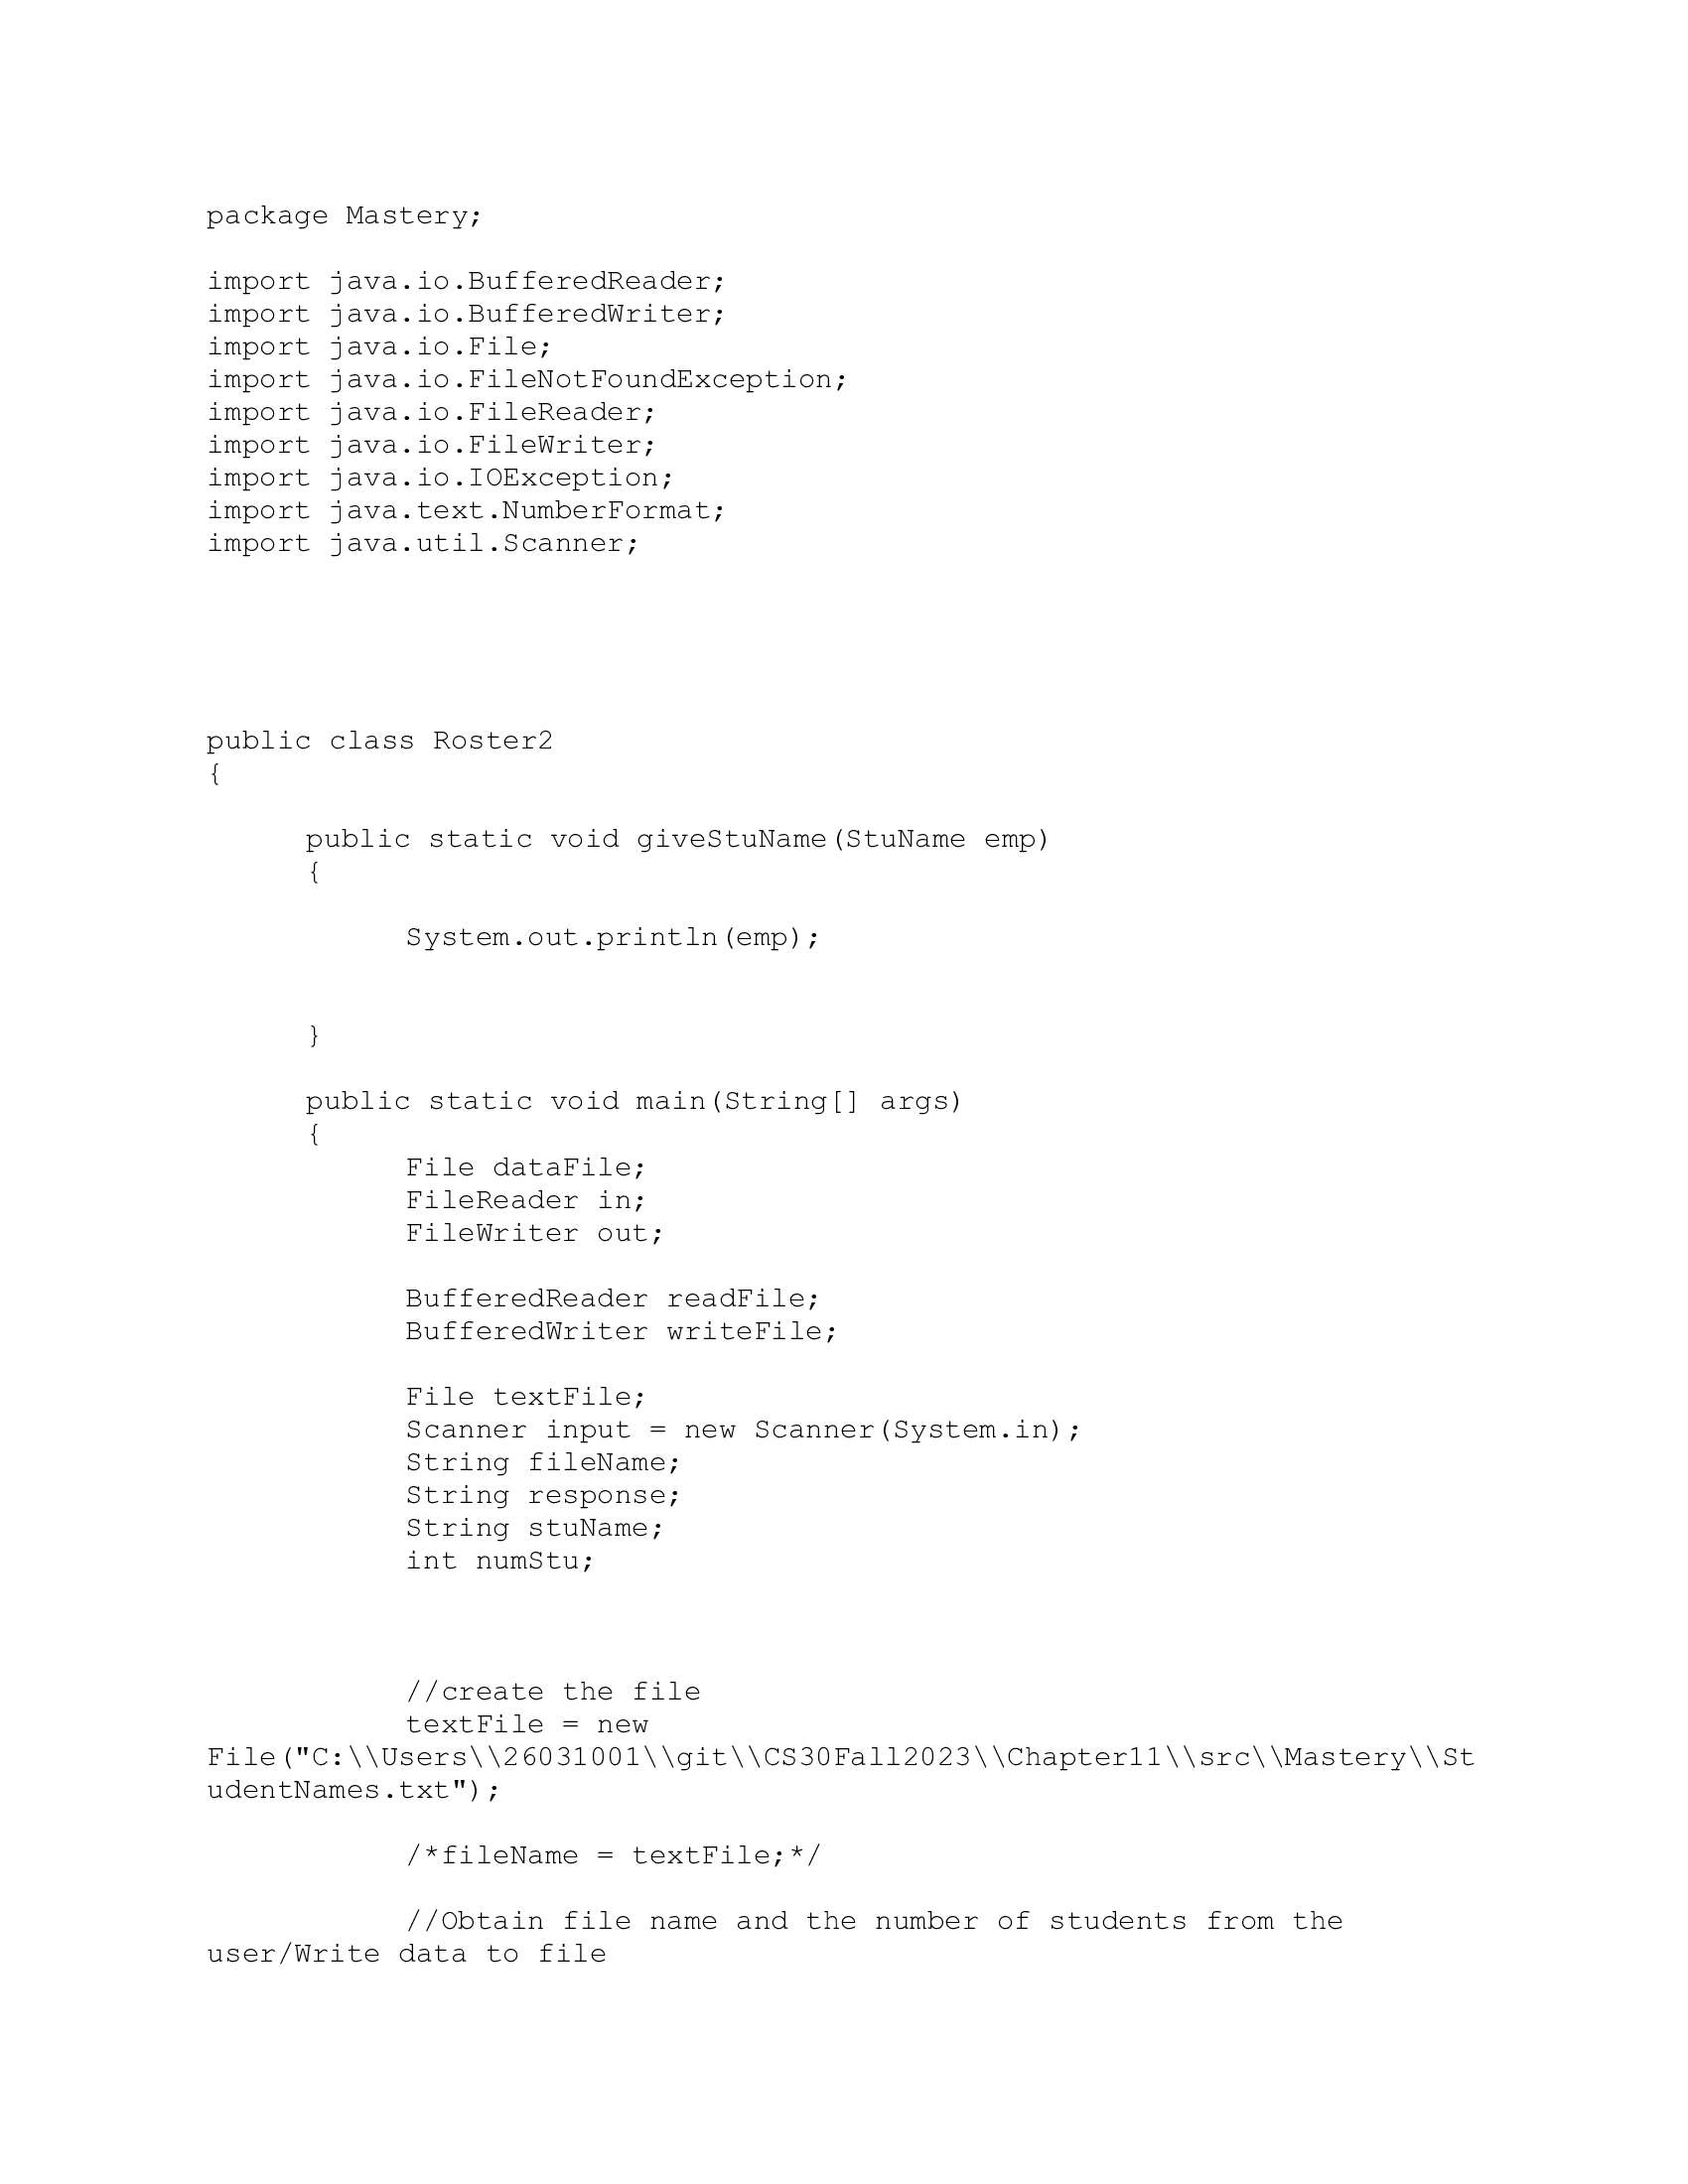 package Mastery;
import java.io.BufferedReader;
import java.io.BufferedWriter;
import java.io.File;
import java.io.FileNotFoundException;
import java.io.FileReader;
import java.io.FileWriter;
import java.io.IOException;
import java.text.NumberFormat;
import java.util.Scanner;
public class Roster2
{
public static void giveStuName(StuName emp)
{
System.out.println(emp);
}
public static void main(String[] args)
{
File dataFile;
FileReader in;
FileWriter out;
BufferedReader readFile;
BufferedWriter writeFile;
File textFile;
Scanner input = new Scanner(System.in);
String fileName;
String response;
String stuName;
int numStu;
//create the file
textFile = new
File("C:\\Users\\26031001\\git\\CS30Fall2023\\Chapter11\\src\\Mastery\\St
udentNames.txt");
/*fileName = textFile;*/
//Obtain file name and the number of students from the
user/Write data to file